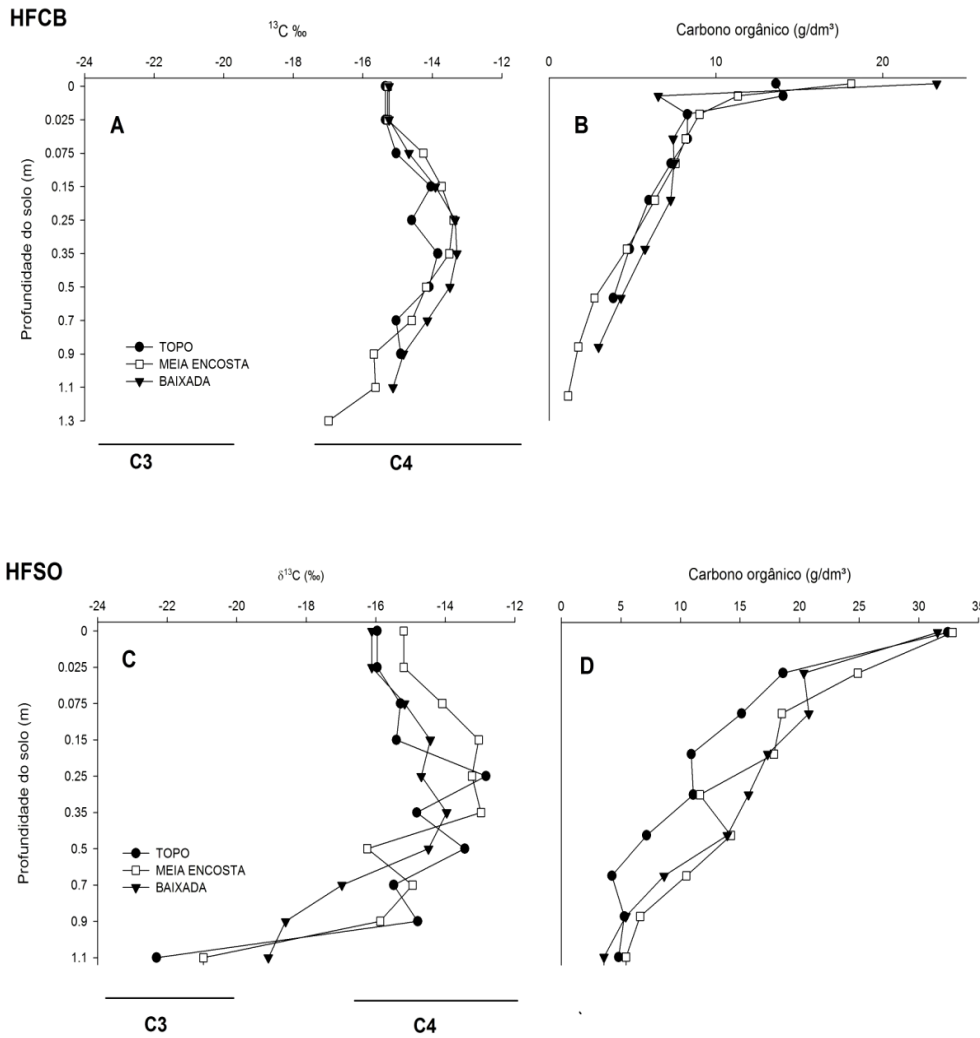 HFCB
¹³C ‰
Carbono orgânico (g/dm³)
-24 -22 -20 -18 -16 -14 -12
0 10 20
A
B
Profundidade do solo (m)
0
0.025
0.075
0.15
0.25
0.35
0.5
0.7
0.9
1.1
1.3
TOPO
MEIA ENCOSTA
BAIXADA
C3
C4
HFSO
δ¹³C (‰)
Carbono orgânico (g/dm³)
-24 -22 -20 -18 -16 -14 -12
0 5 10 15 20 25 30 35
C
D
Profundidade do solo (m)
0
0.025
0.075
0.15
0.25
0.35
0.5
0.7
0.9
1.1
TOPO
MEIA ENCOSTA
BAIXADA
C3
C4